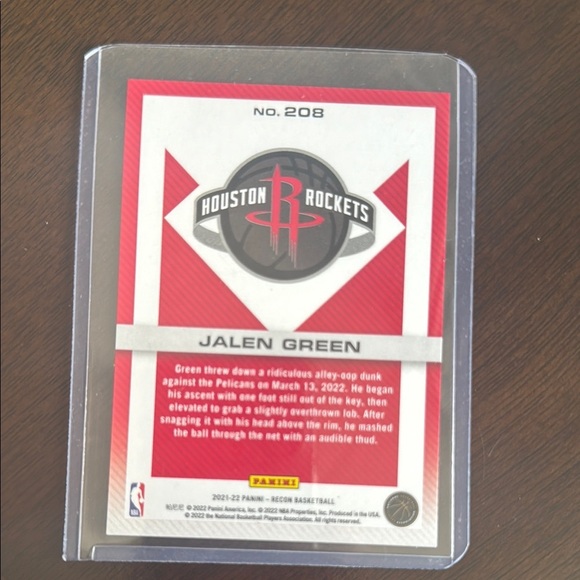 NO. 208
HOUSTON R ROCKETS
JALEN GREEN
Green threw down a ridiculous alley-oop dunk
against the Pelicans on March 13, 2022. He began
his ascent with one foot still out of the key, then
elevated to grab a slightly overthrown lob. After
snagging it with his head above the rim, he mashed
the ball through the net with an audible thud.
PANINI
2021-22 PANINI – RECON BASKETBALL
© 2022 Panini America, Inc. © 2022 NBA Properties, Inc. Produced in the USA.
© 2022 the National Basketball Players Association. All rights reserved.
NBA